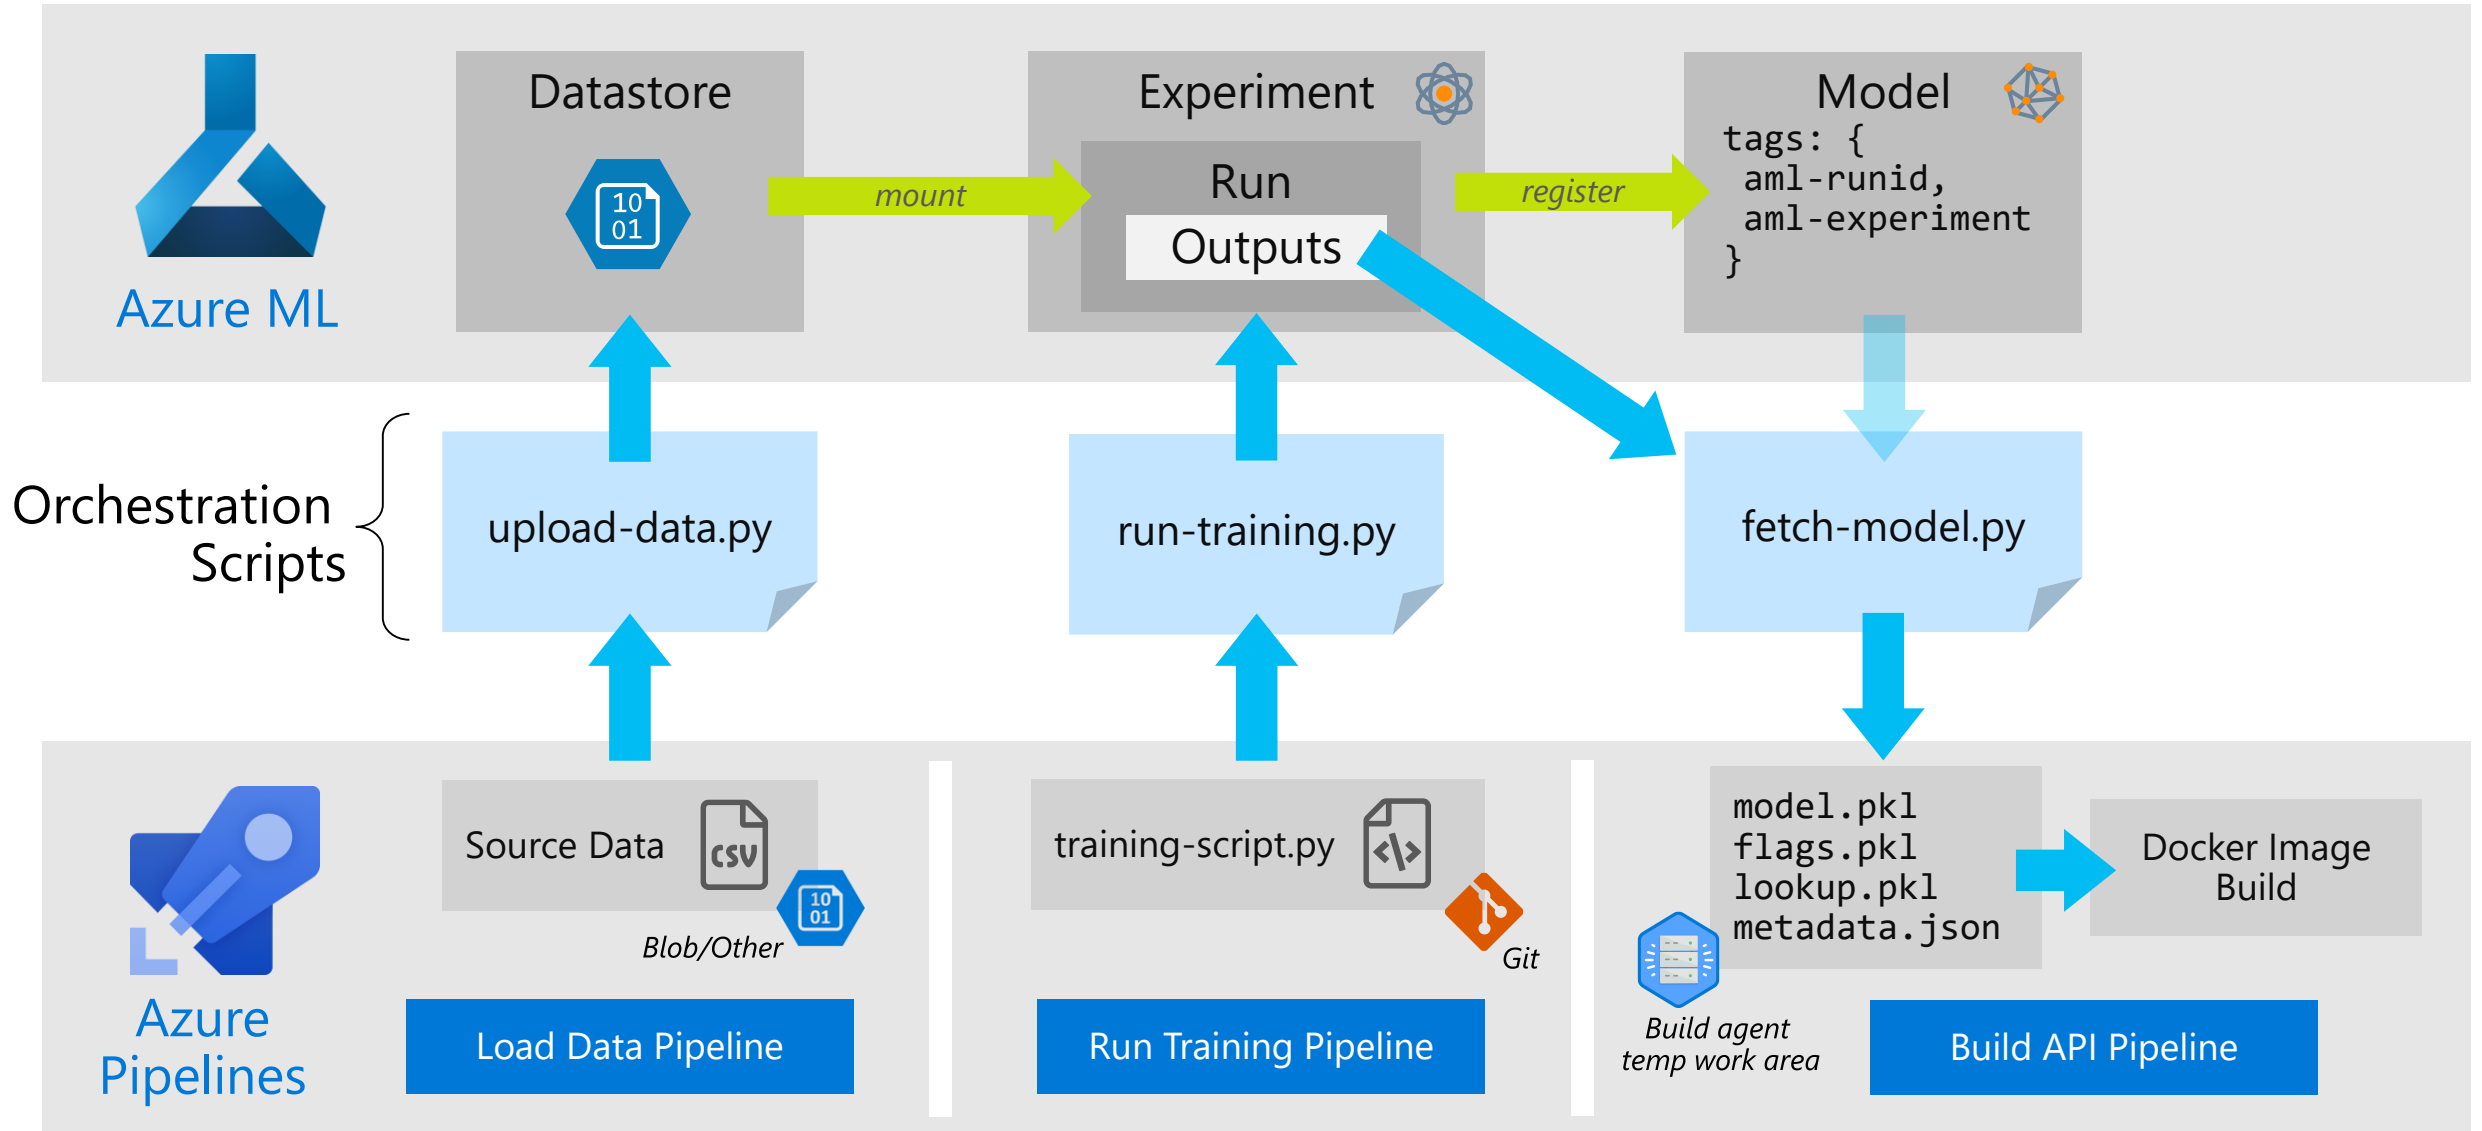 Azure ML
Datastore
10
01
mount
Experiment
Run
Outputs
register
Model
tags: {
aml-runid,
aml-experiment
}
Orchestration
Scripts
upload-data.py
run-training.py
fetch-model.py
Azure
Pipelines
Source Data
CSV
10
01
Blob/Other
Load Data Pipeline
training-script.py
</>
Git
Run Training Pipeline
model.pkl
flags.pkl
lookup.pkl
metadata.json
Build agent
temp work area
Docker Image
Build
Build API Pipeline